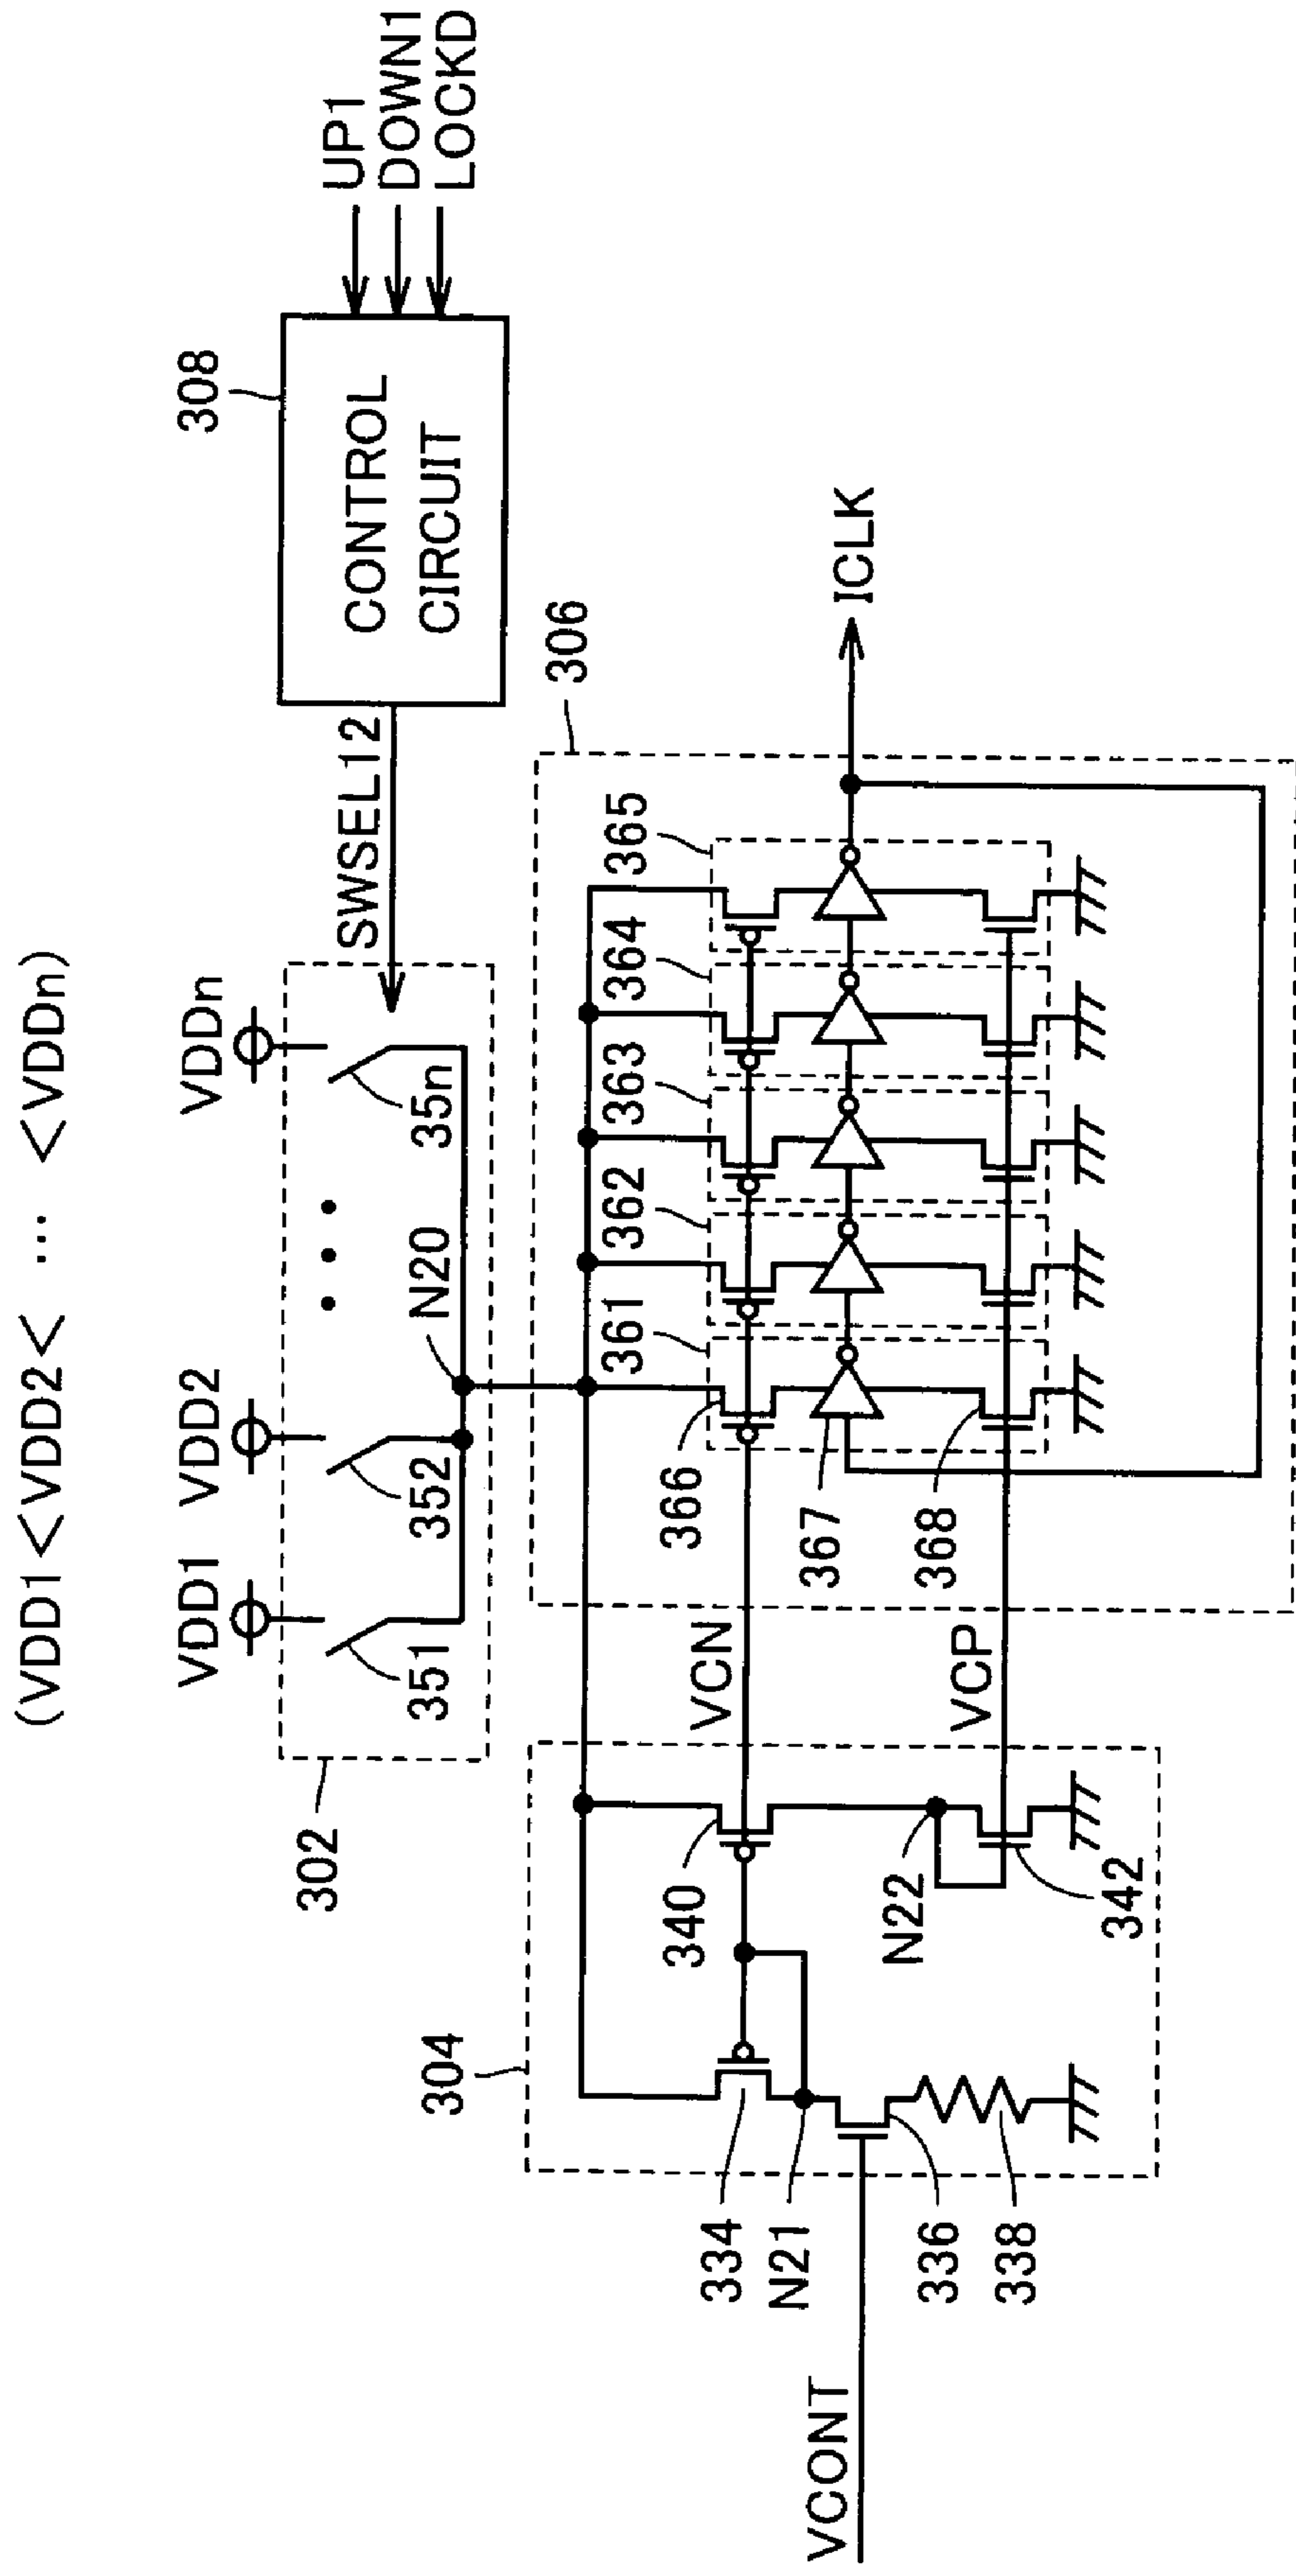 (VDD1<VDD2< ... <VDDn)
VDD1 VDD2 VDDn
351
352
35n
302
N20
SWSEL12
308
CONTROL
CIRCUIT
UP1
DOWN1
LOCKD
304
306
361
362
363
364
365
334
340
VCN
366
N21
367
ICLK
VCONT
336
N22
VCP
368
338
342